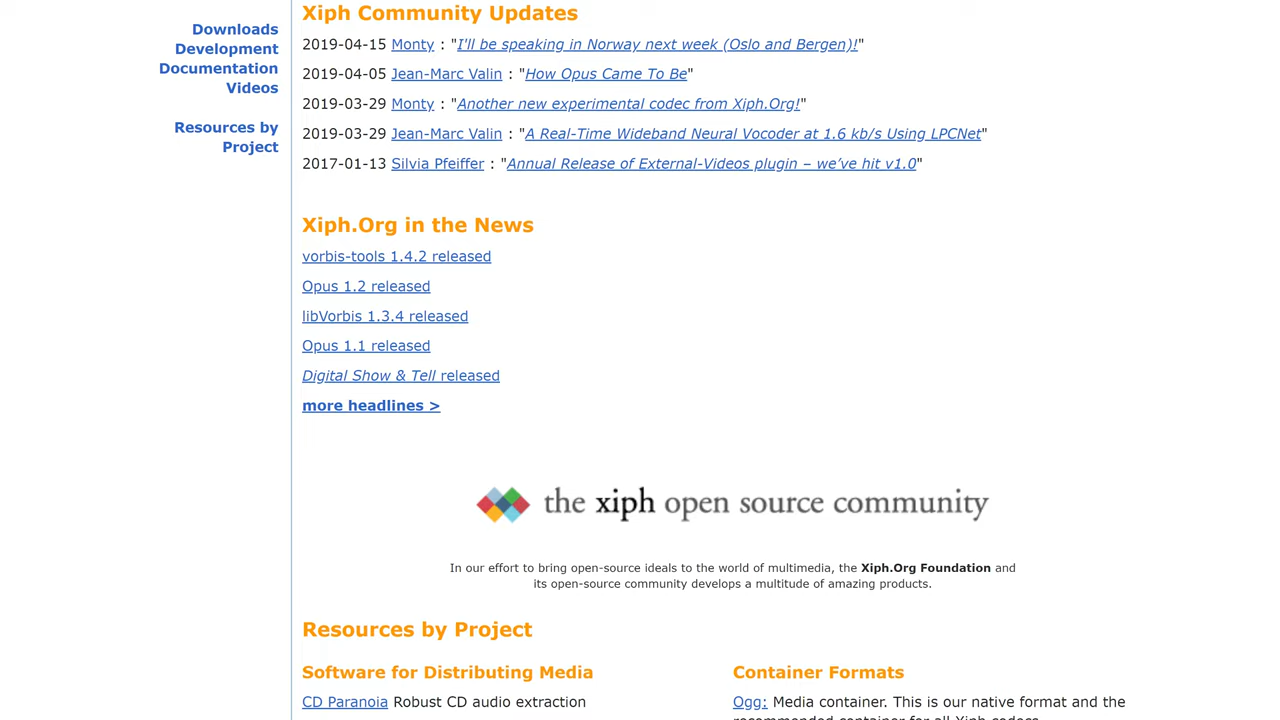 Downloads
Development
Documentation
Videos
Resources by
Project
Xiph Community Updates
2019-04-15 Monty : "I'll be speaking in Norway next week (Oslo and Bergen)!"
2019-04-05 Jean-Marc Valin : "How Opus Came To Be"
2019-03-29 Monty : "Another new experimental codec from Xiph.Org!"
2019-03-29 Jean-Marc Valin : "A Real-Time Wideband Neural Vocoder at 1.6 kb/s Using LPCNet"
2017-01-13 Silvia Pfeiffer : "Annual Release of External-Videos plugin – we’ve hit v1.0"
Xiph.Org in the News
vorbis-tools 1.4.2 released
Opus 1.2 released
libVorbis 1.3.4 released
Opus 1.1 released
Digital Show & Tell released
more headlines >
the xiph open source community
In our effort to bring open-source ideals to the world of multimedia, the Xiph.Org Foundation and
its open-source community develops a multitude of amazing products.
Resources by Project
Software for Distributing Media
CD Paranoia Robust CD audio extraction
Container Formats
Ogg: Media container. This is our native format and the
recommended container for all Xiph codecs.